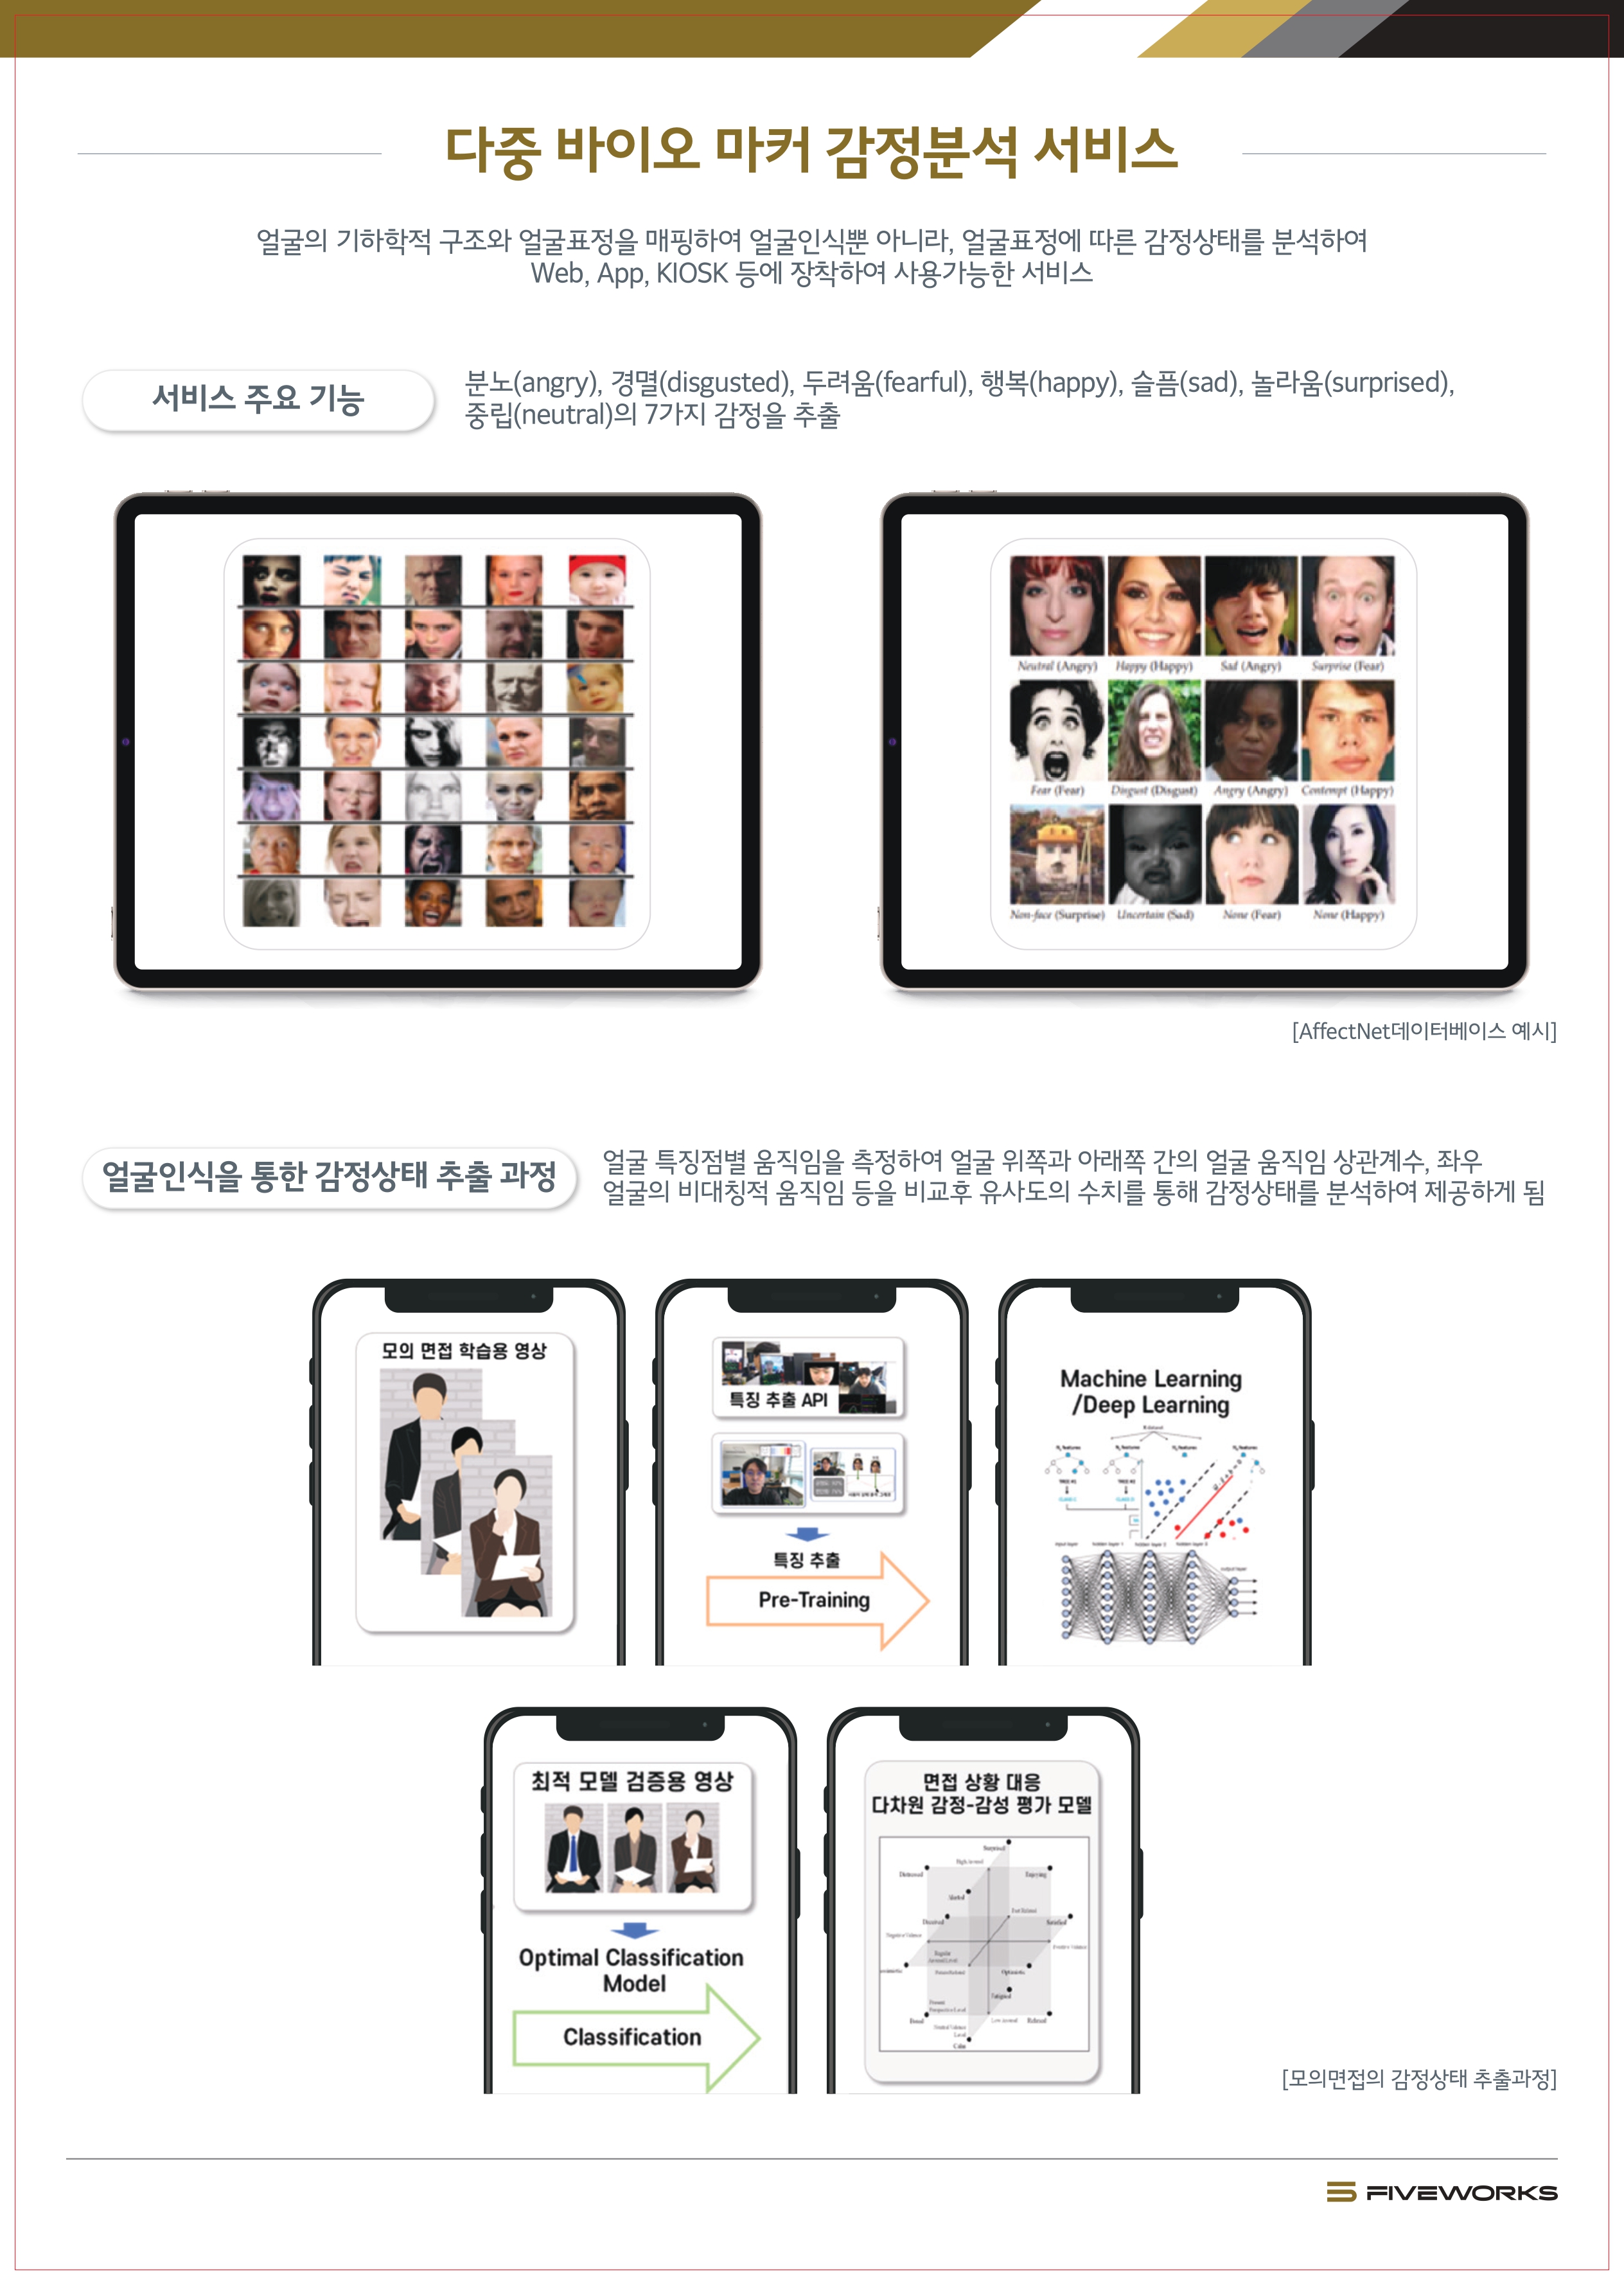 다중 바이오 마커 감정분석 서비스
얼굴의 기하학적 구조와 얼굴표정을 매핑하여 얼굴인식뿐 아니라, 얼굴표정에 따른 감정상태를 분석하여
Web, App, KIOSK 등에 장착하여 사용가능한 서비스
서비스 주요 기능
분노(angry), 경멸(disgusted), 두려움(fearful), 행복(happy), 슬픔(sad), 놀라움(surprised),
중립(neutral)의 7가지 감정을 추출
Neutral (Angry) Happy (Happy) Sad (Angry) Surprise (Fear)
Fear (Fear) Disgust (Disgust) Angry (Angry) Contempt (Happy)
Non-face (Surprise) Uncertain (Sad) None (Fear) None (Happy)
[AffectNet데이터베이스 예시]
얼굴인식을 통한 감정상태 추출 과정
얼굴 특징점별 움직임을 측정하여 얼굴 위쪽과 아래쪽 간의 얼굴 움직임 상관계수, 좌우
얼굴의 비대칭적 움직임 등을 비교후 유사도의 수치를 통해 감정상태를 분석하여 제공하게 됨
모의 면접 학습용 영상
특징 추출 API
특징 추출
Pre-Training
Machine Learning
/Deep Learning
최적 모델 검증용 영상
Optimal Classification
Model
Classification
면접 상황 대응
다차원 감정-감성 평가 모델
Surprised
High Arousal
Distressed
Enjoying
Alerted
Satisfied
Optimistic
Fatigued
Bored
Low Arousal
Relaxed
Calm
[모의면접의 감정상태 추출과정]
FIVEWORKS